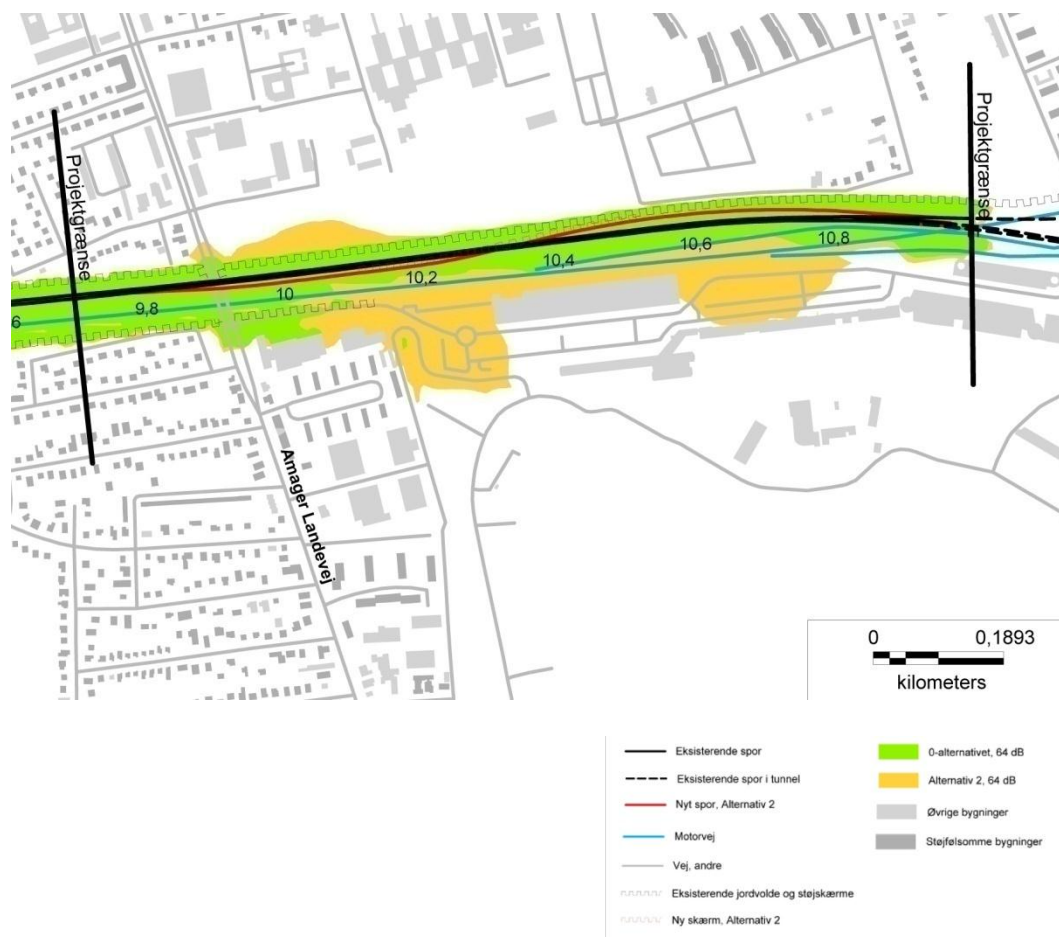 Projektgrænse
Projektgrænse
6
9,8
10
10,2
10,4
10,6
10,8
Amager Landevej
0 0,1893
kilometers
Eksisterende spor
Eksisterende spor i tunnel
Nyt spor, Alternativ 2
Motorvej
Vej, andre
Eksisterende jordvolde og støjskærme
Ny skærm, Alternativ 2
0-alternativet, 64 dB
Alternativ 2, 64 dB
Øvrige bygninger
Støjfølsomme bygninger